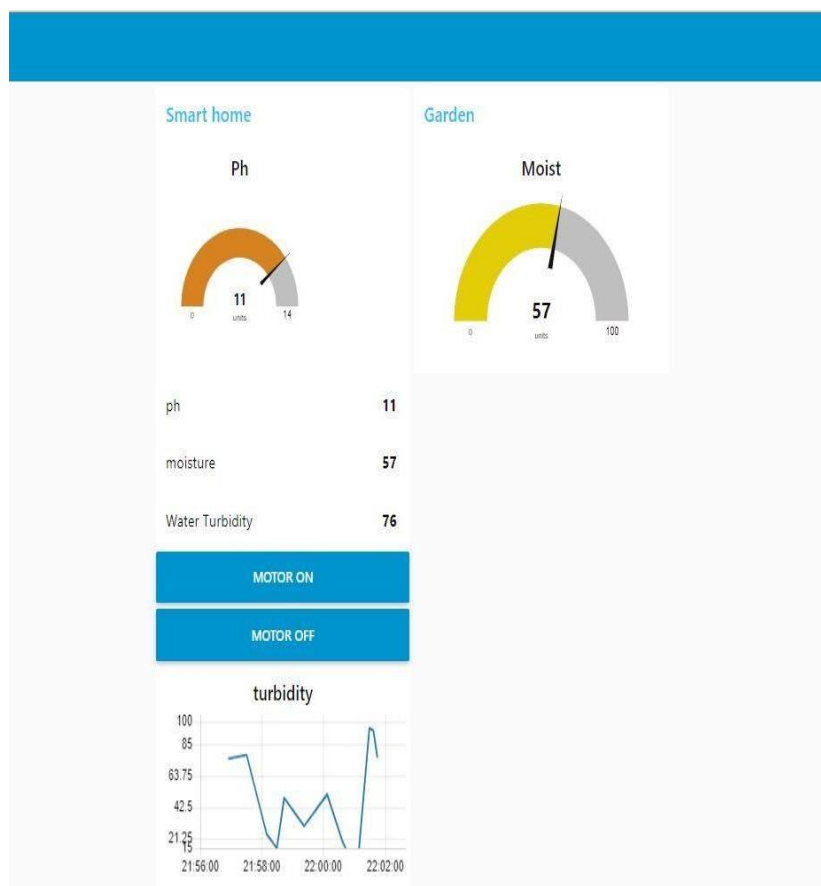 Smart home
Ph
11
units
0
14
ph 11
moisture 57
Water Turbidity 76
MOTOR ON
MOTOR OFF
turbidity
100
85
63.75
42.5
21.25
15
21:56:00 21:58:00 22:00:00 22:02:00
Garden
Moist
57
units
0
100